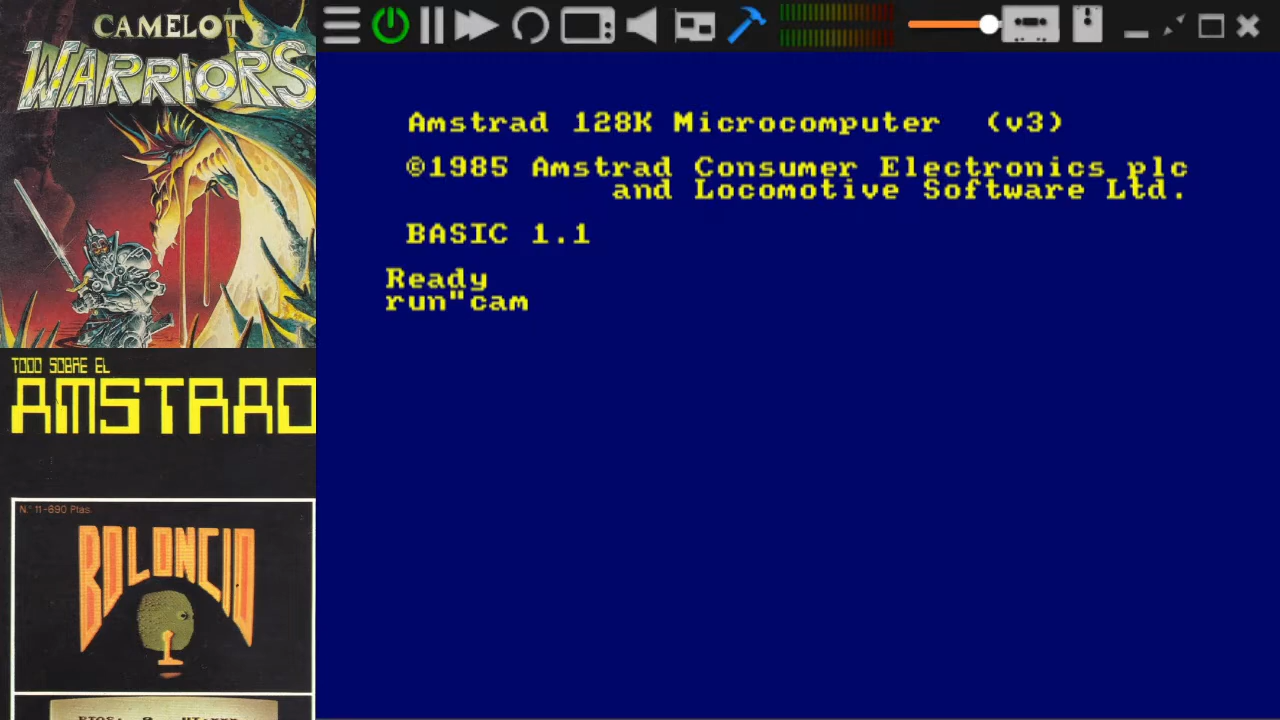 CAMELOT
WARRIORS
TODO SOBRE EL
AMSTRAD
N.° 11-690 Ptas.
BOLONCIO
Amstrad 128K Microcomputer (v3)
©1985 Amstrad Consumer Electronics plc
and Locomotive Software Ltd.
BASIC 1.1
Ready
run"cam